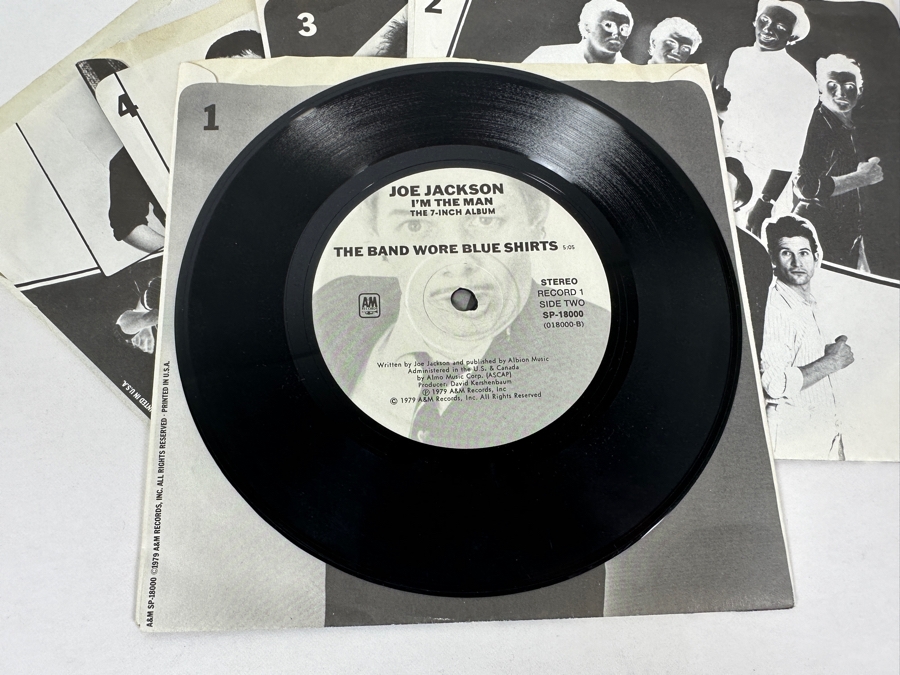 3
2
4
1
JOE JACKSON
I'M THE MAN
THE 7-INCH ALBUM
THE BAND WORE BLUE SHIRTS 5:05
AM
STEREO
RECORD 1
SIDE TWO
SP-18000
(018000-B)
Written by Joe Jackson and published by Albion Music
Administered in the U.S. & Canada
by Almo Music Corp. (ASCAP)
Producer: David Kershenbaum
Ⓟ 1979 A&M Records, Inc
© 1979 A&M Records, Inc. All Rights Reserved
A&M SP-18000 ©1979 A&M RECORDS, INC. ALL RIGHTS RESERVED · PRINTED IN U.S.A.
IN U.S.A.